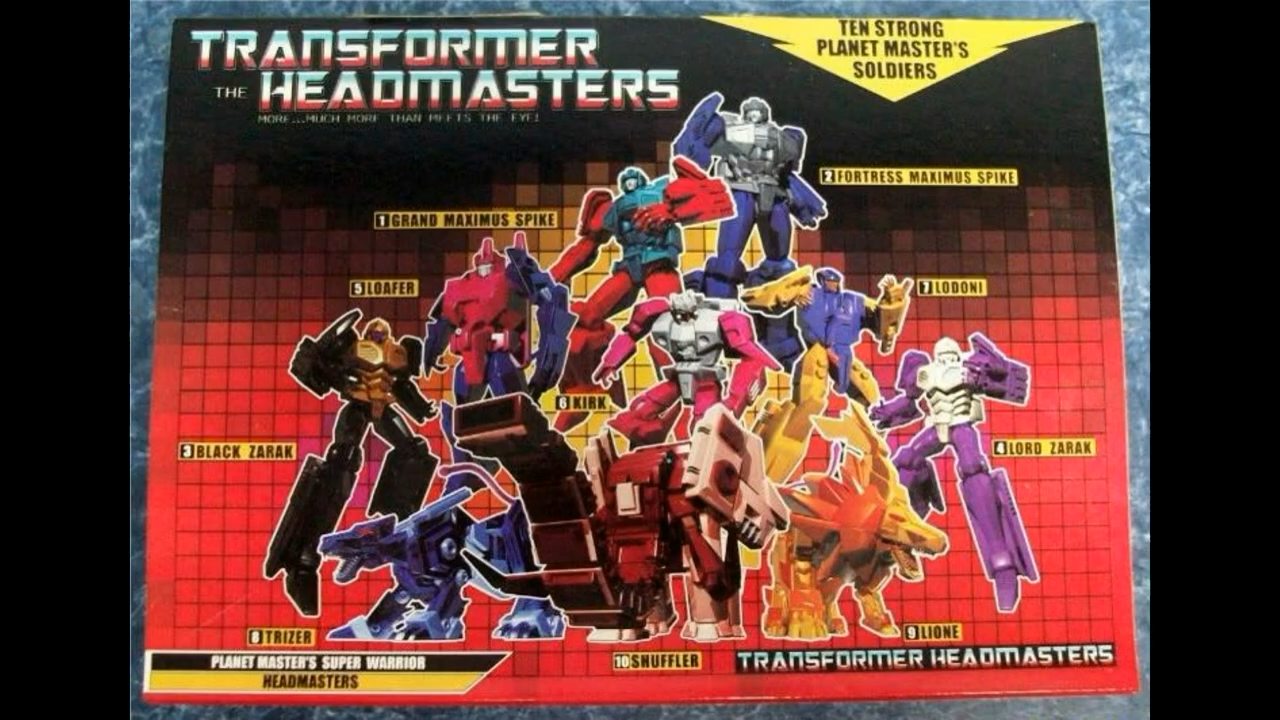 TRANSFORMER
THE HEADMASTERS
MORE...MUCH MORE THAN MEETS THE EYE!
TEN STRONG
PLANET MASTER'S
SOLDIERS
2 FORTRESS MAXIMUS SPIKE
1 GRAND MAXIMUS SPIKE
5 LOAFER
7 LODONI
6 KIRK
3 BLACK ZARAK
4 LORD ZARAK
8 TRIZER
9 LIONE
10 SHUFFLER
PLANET MASTER'S SUPER WARRIOR
HEADMASTERS
TRANSFORMER HEADMASTERS